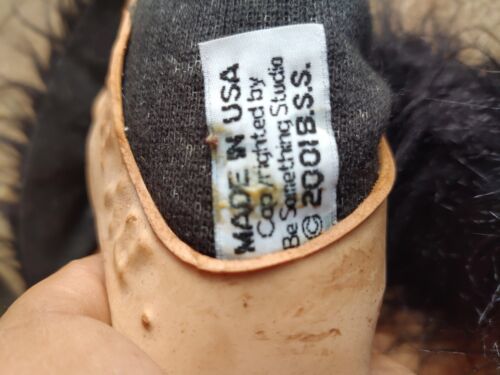 MADE IN USA
Copyrighted by
Be Something Studio
© 2001 B.S.S.